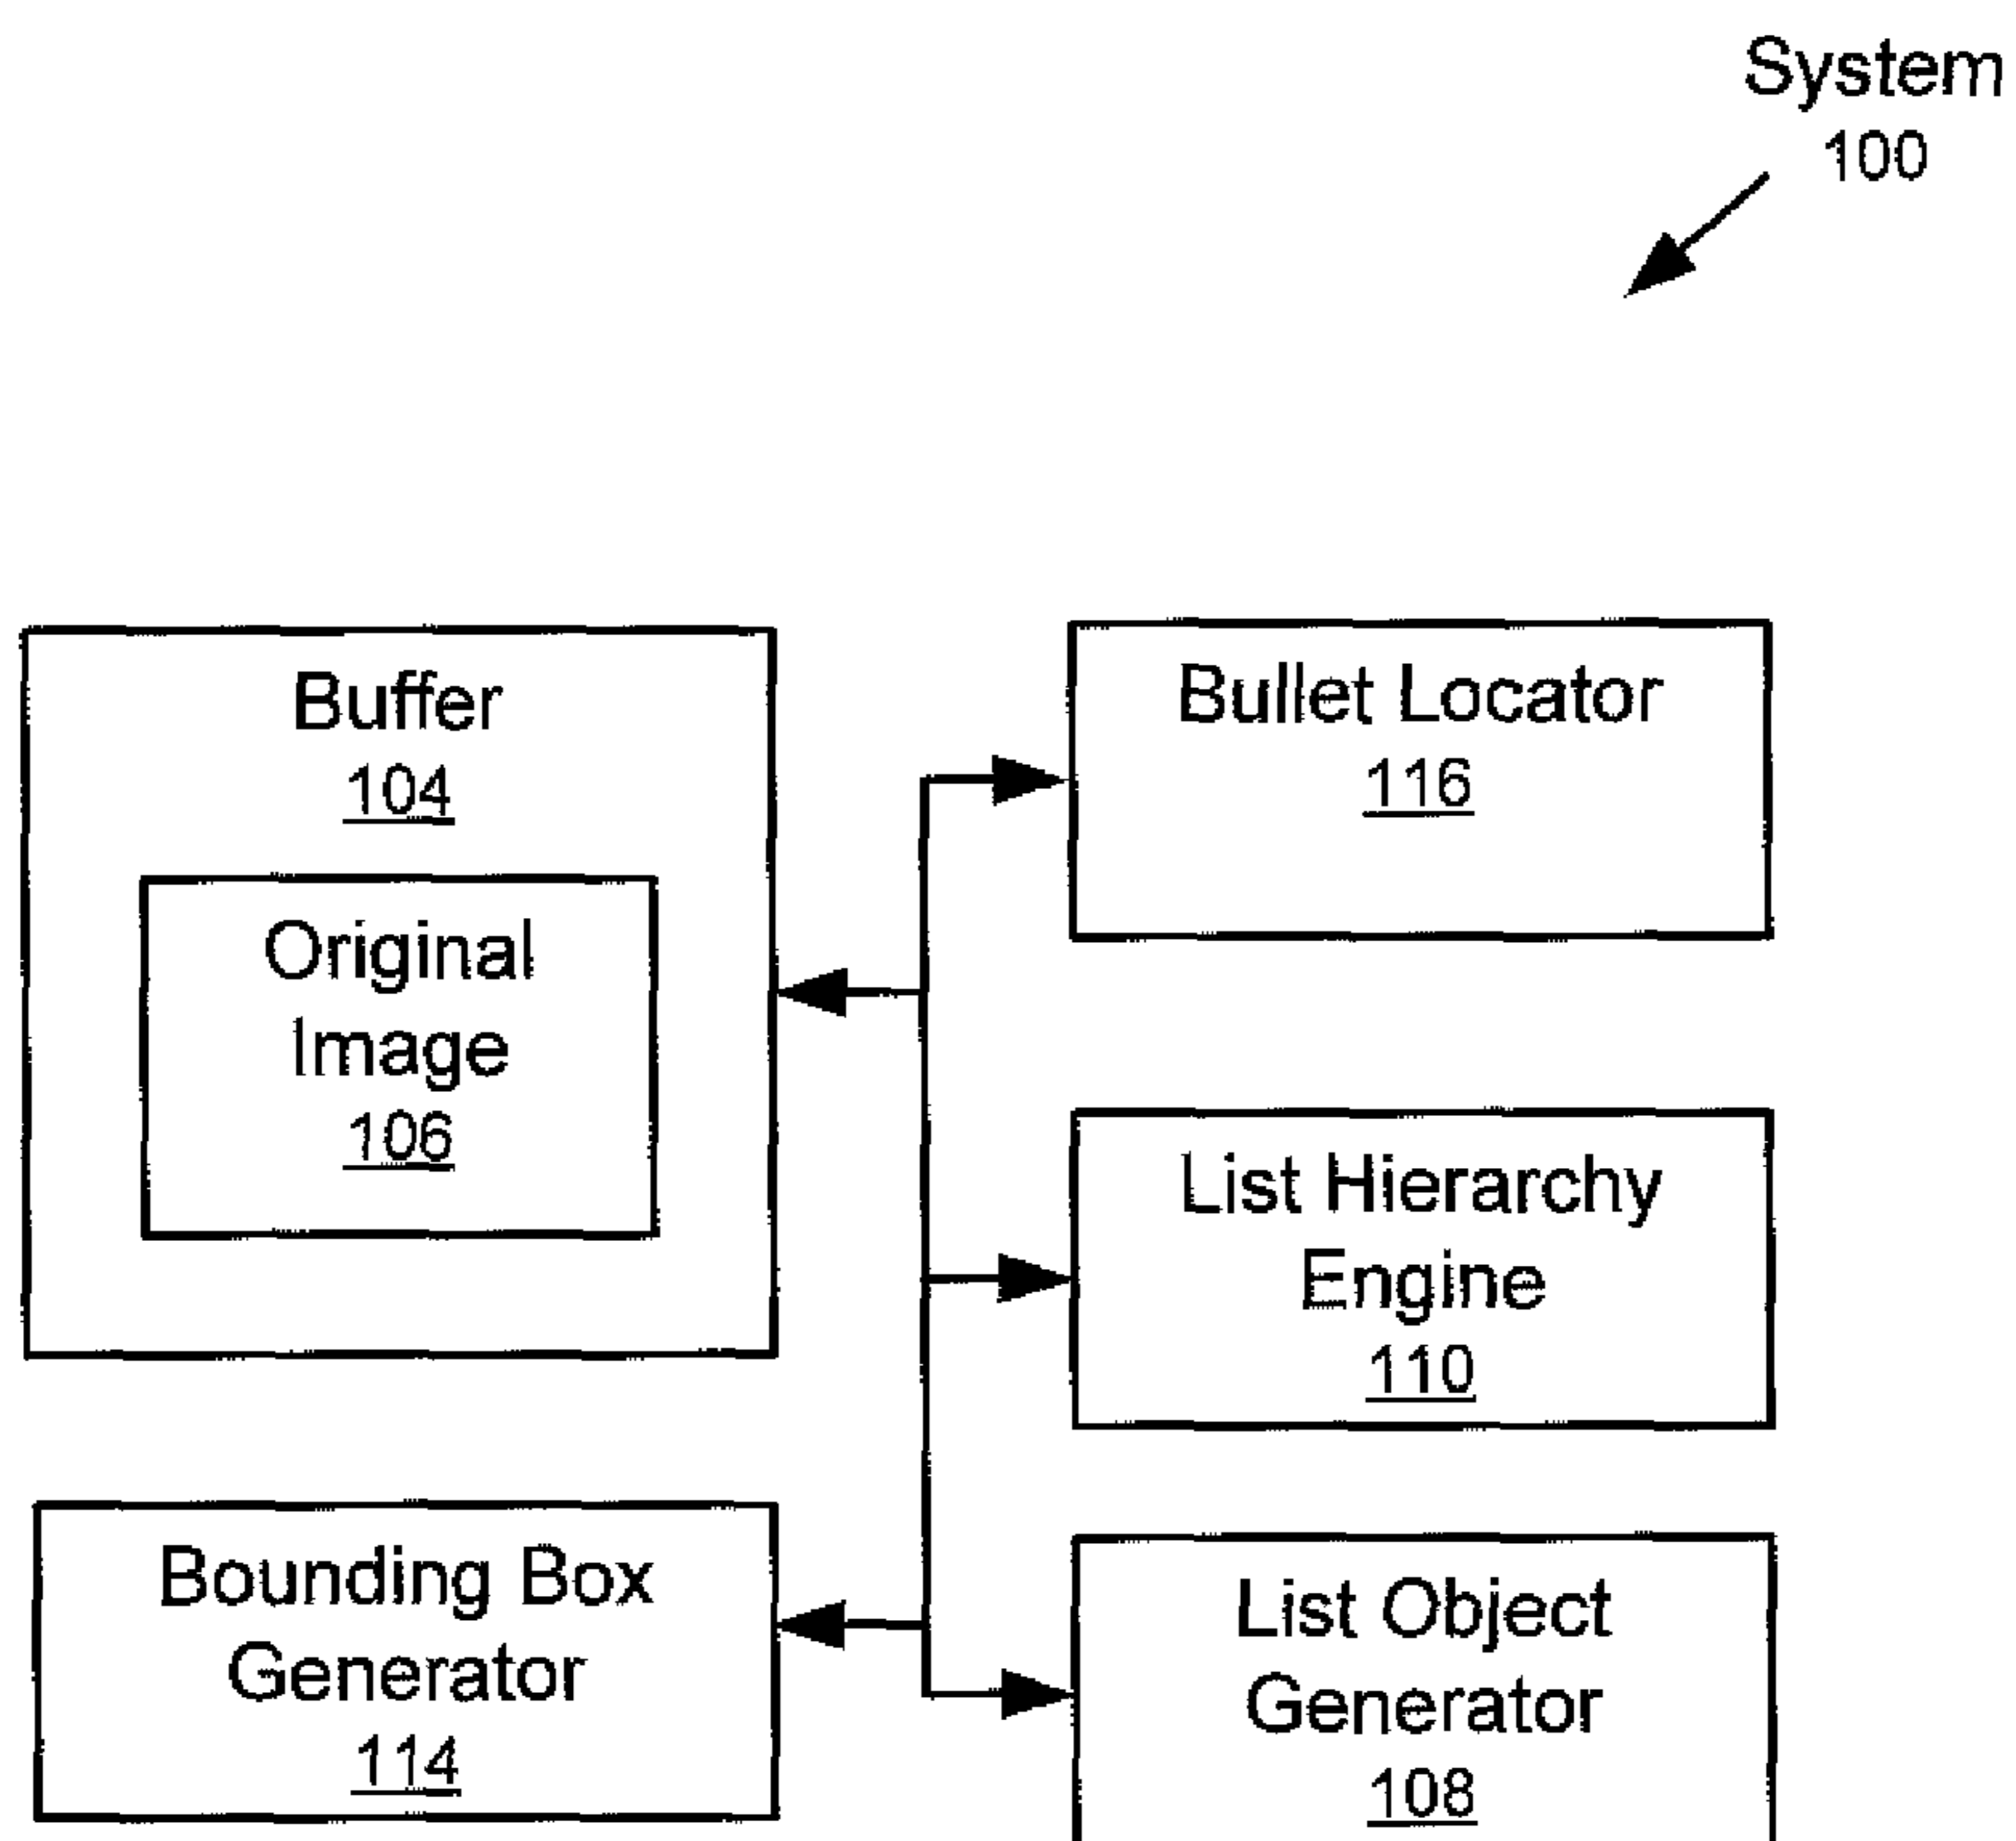 System
100
Buffer
104
Original
Image
106
Bullet Locator
116
List Hierarchy
Engine
110
Bounding Box
Generator
114
List Object
Generator
108